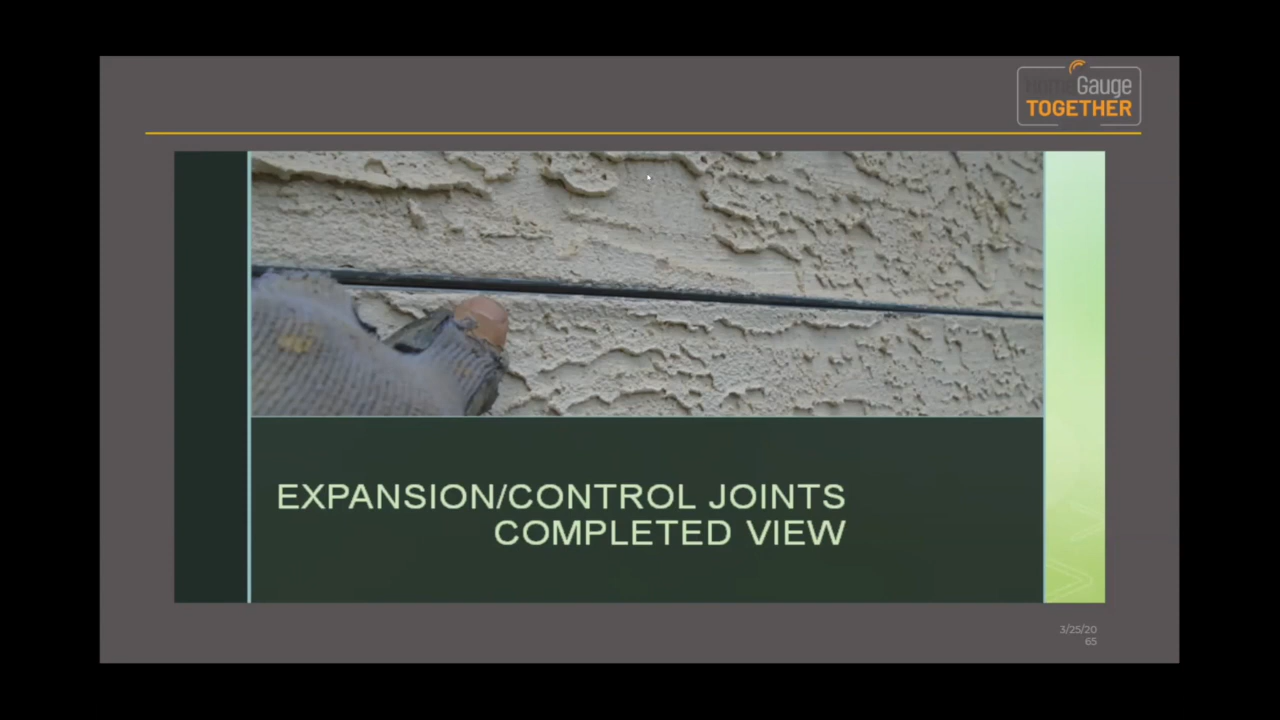 Gauge
TOGETHER
EXPANSION/CONTROL JOINTS
COMPLETED VIEW
3/25/20
65